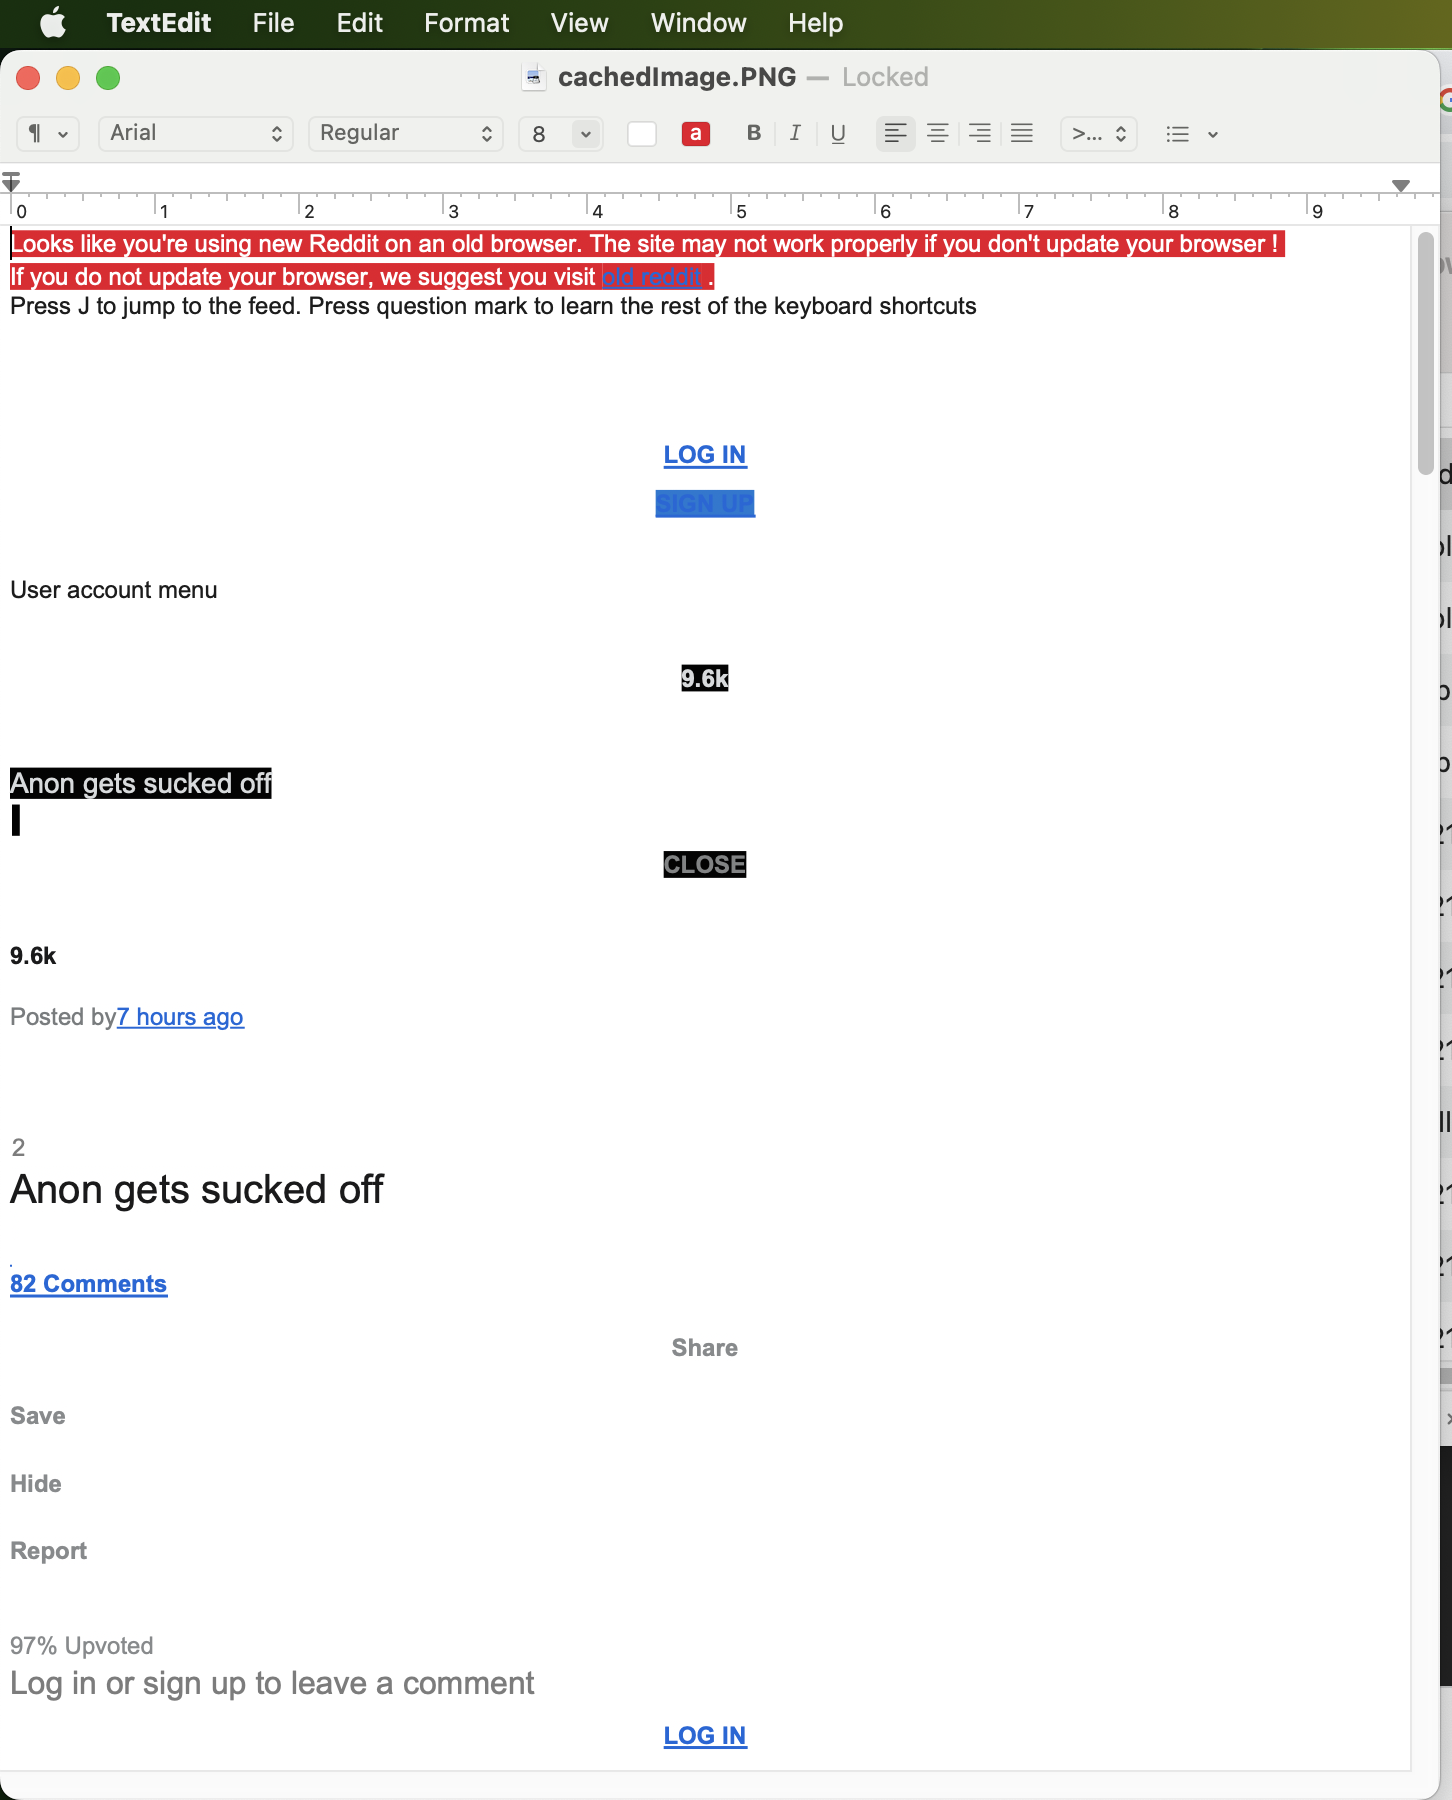 TextEdit File Edit Format View Window Help
cachedImage.PNG — Locked
¶ Arial Regular 8 a B I U >...
0 1 2 3 4 5 6 7 8 9
Looks like you're using new Reddit on an old browser. The site may not work properly if you don't update your browser !
If you do not update your browser, we suggest you visit old reddit .
Press J to jump to the feed. Press question mark to learn the rest of the keyboard shortcuts
LOG IN
SIGN UP
User account menu
9.6k
Anon gets sucked off
CLOSE
9.6k
Posted by7 hours ago
2
Anon gets sucked off
82 Comments
Share
Save
Hide
Report
97% Upvoted
Log in or sign up to leave a comment
LOG IN